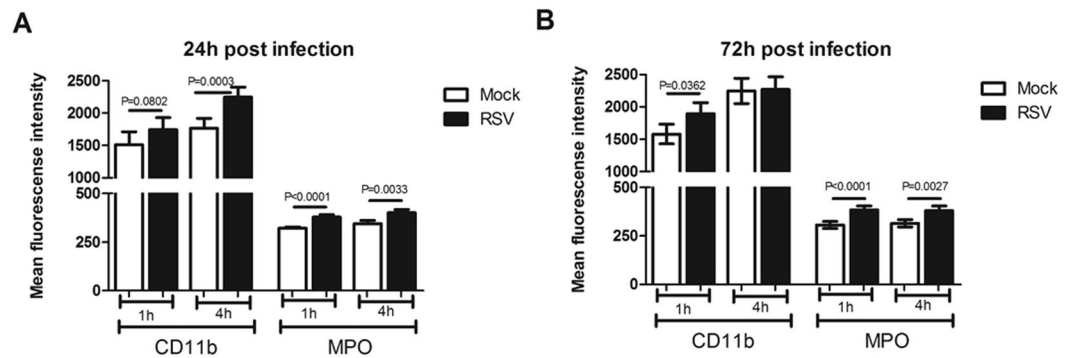 A
24h post infection
Mean fluorescense intensity
2500
2000
1500
1000
500
250
0
P=0.0802
P=0.0003
P<0.0001
P=0.0033
Mock
RSV
1h
4h
1h
4h
CD11b
MPO
B
72h post infection
Mean fluorescense intensity
2500
2000
1500
1000
500
250
0
P=0.0362
P<0.0001
P=0.0027
Mock
RSV
1h
4h
1h
4h
CD11b
MPO